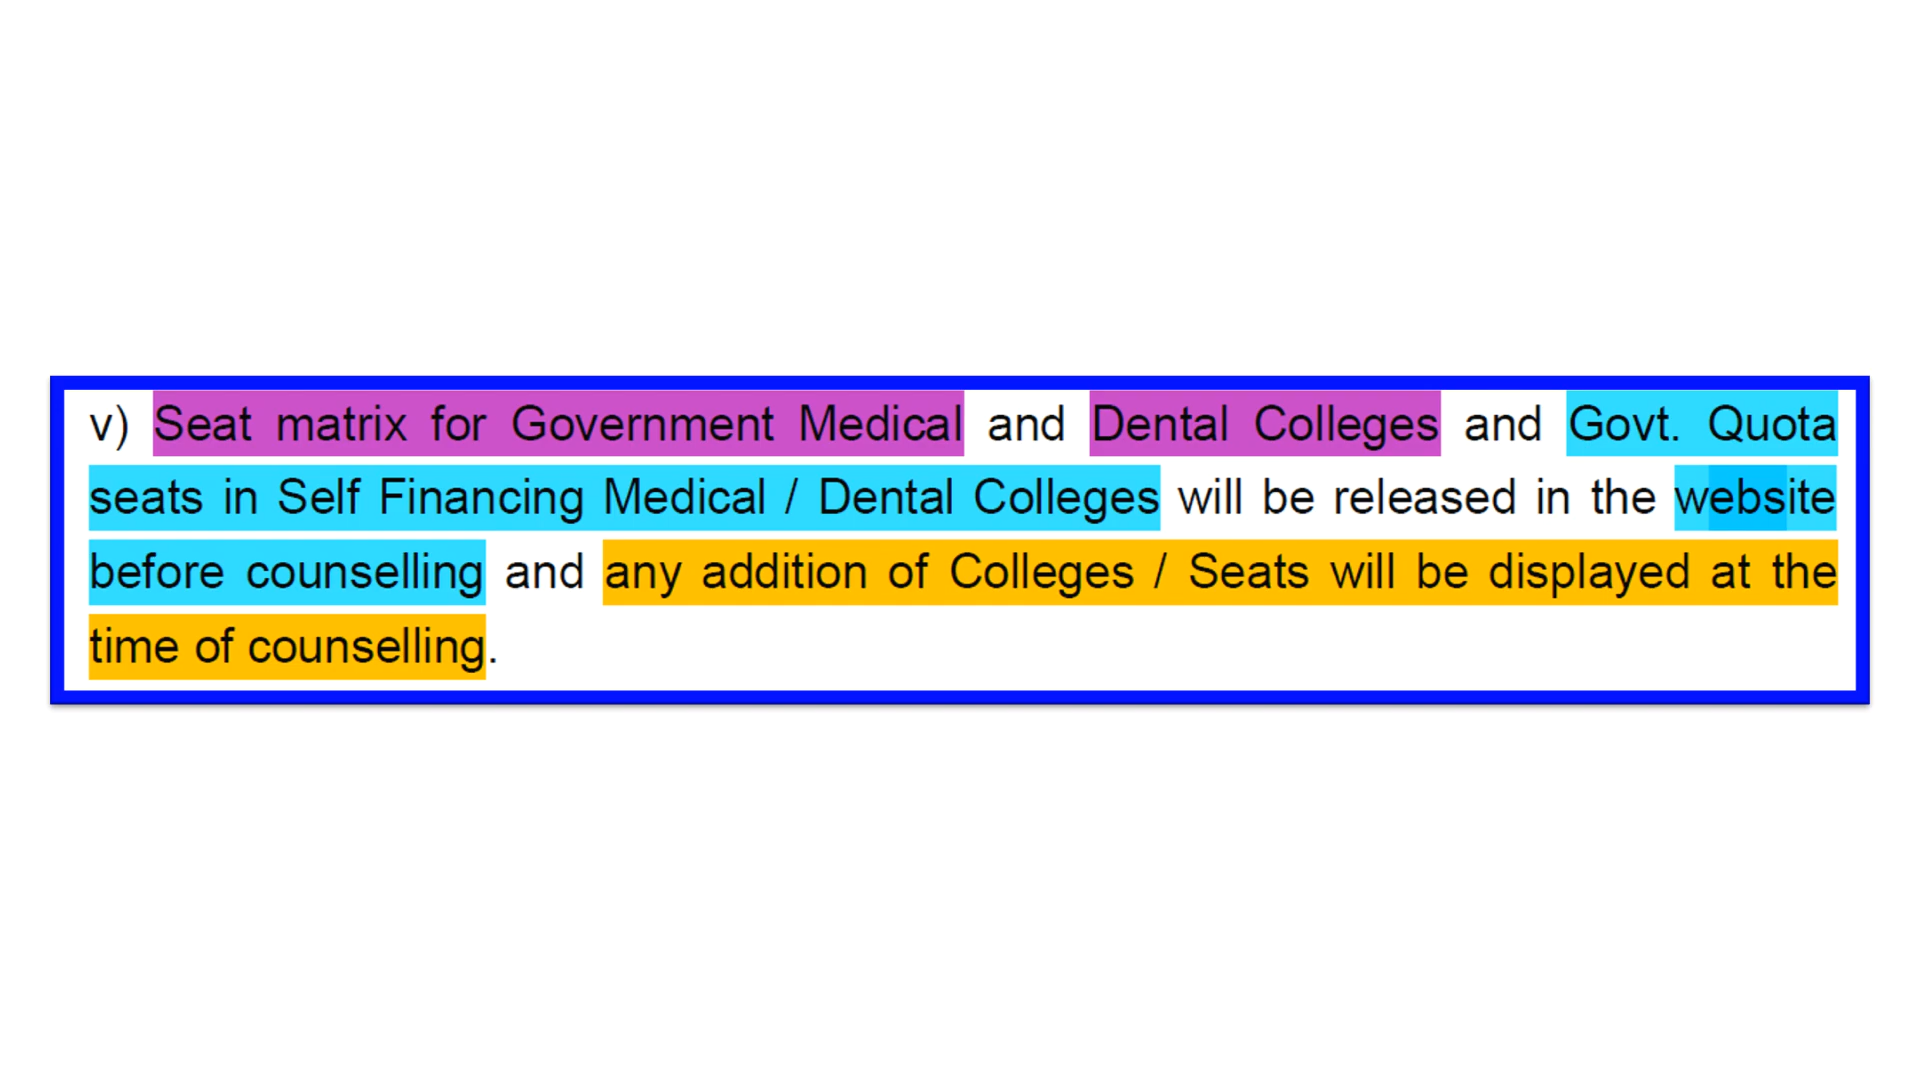 v) Seat matrix for Government Medical and Dental Colleges and Govt. Quota
seats in Self Financing Medical / Dental Colleges will be released in the website
before counselling and any addition of Colleges / Seats will be displayed at the
time of counselling.